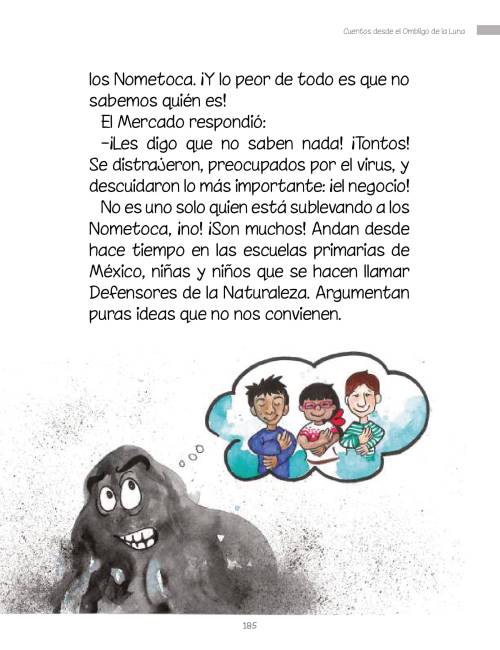 Cuentos desde el Ombligo de la Luna
los Nometoca. ¡Y lo peor de todo es que no
sabemos quién es!
El Mercado respondió:
–¡Les digo que no saben nada! ¡Tontos!
Se distrajeron, preocupados por el virus, y
descuidaron lo más importante: ¡el negocio!
No es uno solo quien está sublevando a los
Nometoca, ¡no! ¡Son muchos! Andan desde
hace tiempo en las escuelas primarias de
México, niñas y niños que se hacen llamar
Defensores de la Naturaleza. Argumentan
puras ideas que no nos convienen.
185